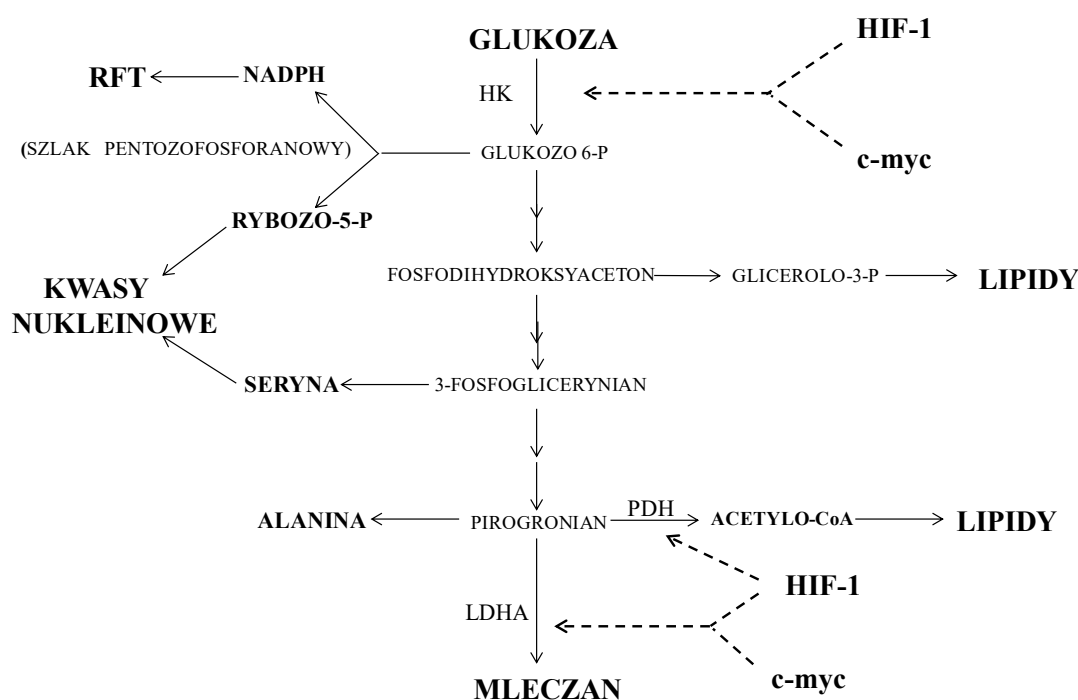 GLUKOZA
HIF-1
RFT
NADPH
HK
(SZLAK PENTOZOFOSFORANOWY)
GLUKOZO 6-P
c-myc
RYBOZO-5-P
FOSFODIHYDROKSYACETON
GLICEROLO-3-P
LIPIDY
KWASY
NUKLEINOWE
SERYNA
3-FOSFOGLICERYNIAN
ALANINA
PIROGRONIAN
PDH
ACETYLO-CoA
LIPIDY
HIF-1
LDHA
c-myc
MLECZAN